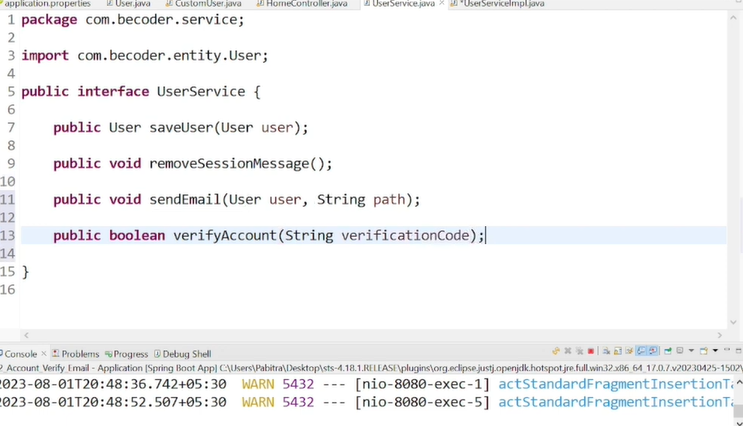 application.properties User.java CustomUser.java HomeController.java UserService.java *UserServiceImpl.java
1 package com.becoder.service;
2
3 import com.becoder.entity.User;
4
5 public interface UserService {
6
7 public User saveUser(User user);
8
9 public void removeSessionMessage();
10
11 public void sendEmail(User user, String path);
12
13 public boolean verifyAccount(String verificationCode);
14
15 }
16
Console Problems Progress Debug Shell
2_Account_Verify_Email - Application [Spring Boot App] C:\Users\Pabitra\Desktop\sts-4.18.1.RELEASE\plugins\org.eclipse.justj.openjdk.hotspot.jre.full.win32.x86_64_17.0.7.v20230425-1502\
023-08-01T20:48:36.742+05:30 WARN 5432 --- [nio-8080-exec-1] actStandardFragmentInsertionTa
023-08-01T20:48:52.507+05:30 WARN 5432 --- [nio-8080-exec-5] actStandardFragmentInsertionTa